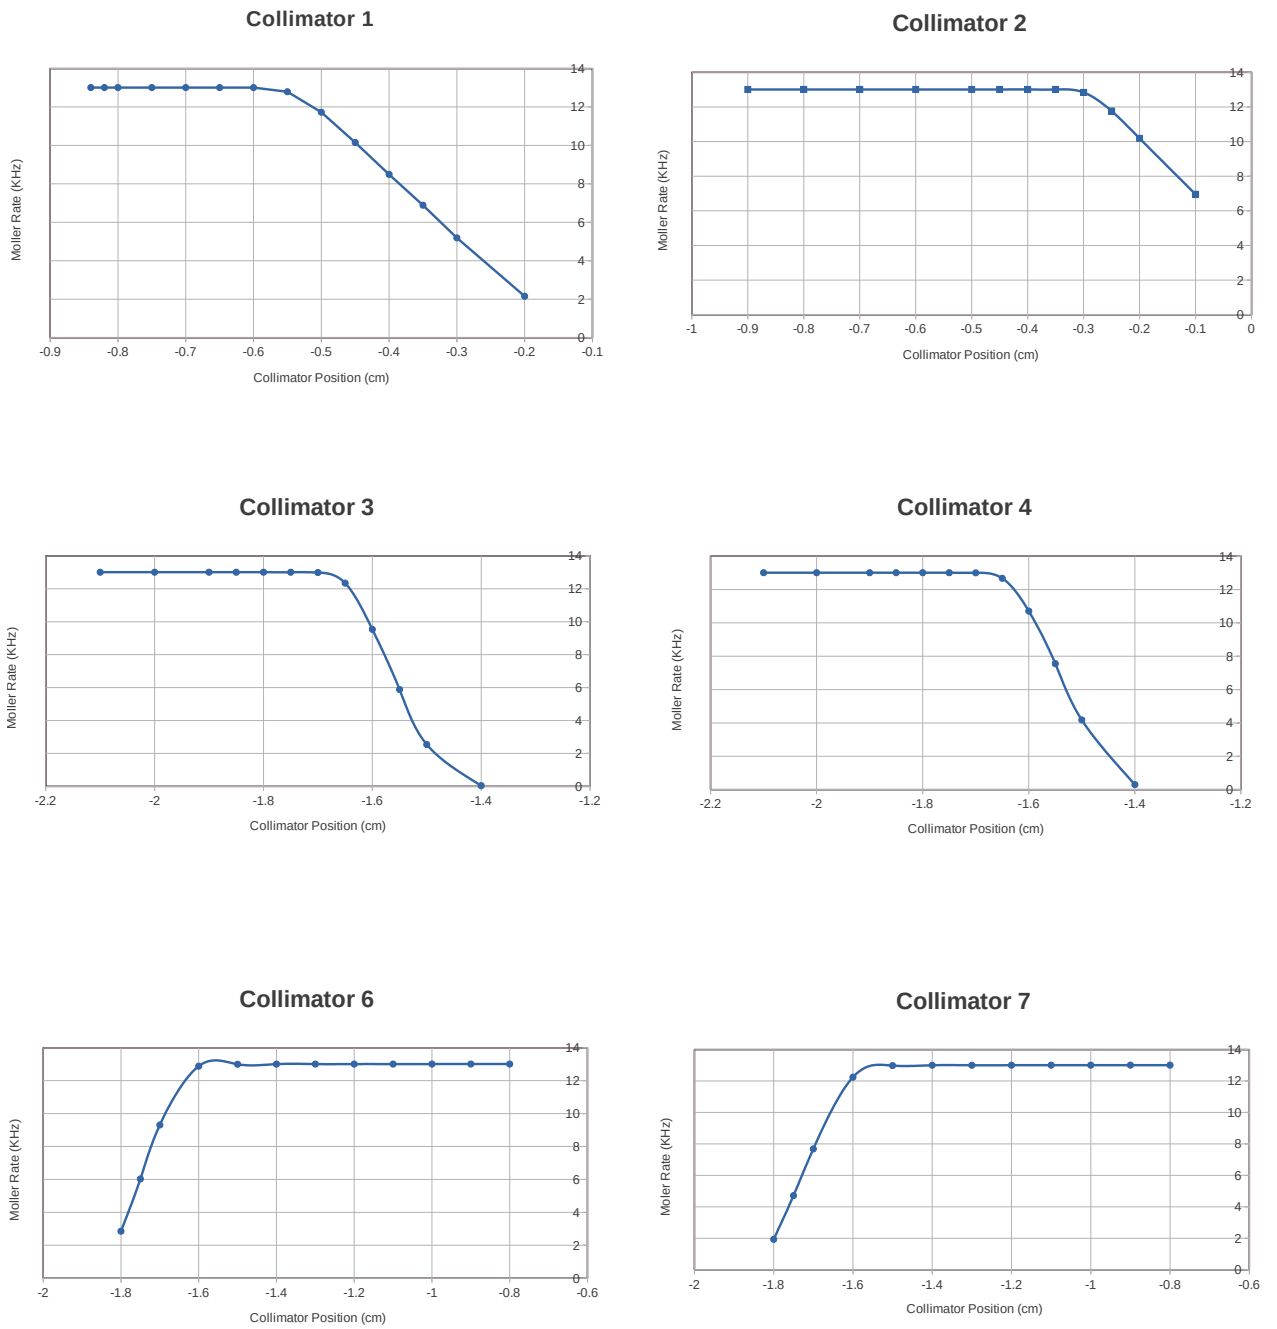 Collimator 1
Moller Rate (KHz)
14
12
10
8
6
4
2
0
-0.9 -0.8 -0.7 -0.6 -0.5 -0.4 -0.3 -0.2 -0.1
Collimator Position (cm)
Collimator 2
Moller Rate (KHz)
14
12
10
8
6
4
2
0
-1 -0.9 -0.8 -0.7 -0.6 -0.5 -0.4 -0.3 -0.2 -0.1 0
Collimator Position (cm)
Collimator 3
Moller Rate (KHz)
14
12
10
8
6
4
2
0
-2.2 -2 -1.8 -1.6 -1.4 -1.2
Collimator Position (cm)
Collimator 4
Moller Rate (KHz)
14
12
10
8
6
4
2
0
-2.2 -2 -1.8 -1.6 -1.4 -1.2
Collimator Position (cm)
Collimator 6
Moller Rate (KHz)
14
12
10
8
6
4
2
0
-2 -1.8 -1.6 -1.4 -1.2 -1 -0.8 -0.6
Collimator Position (cm)
Collimator 7
Moler Rate (KHz)
14
12
10
8
6
4
2
0
-2 -1.8 -1.6 -1.4 -1.2 -1 -0.8 -0.6
Collimator Position (cm)